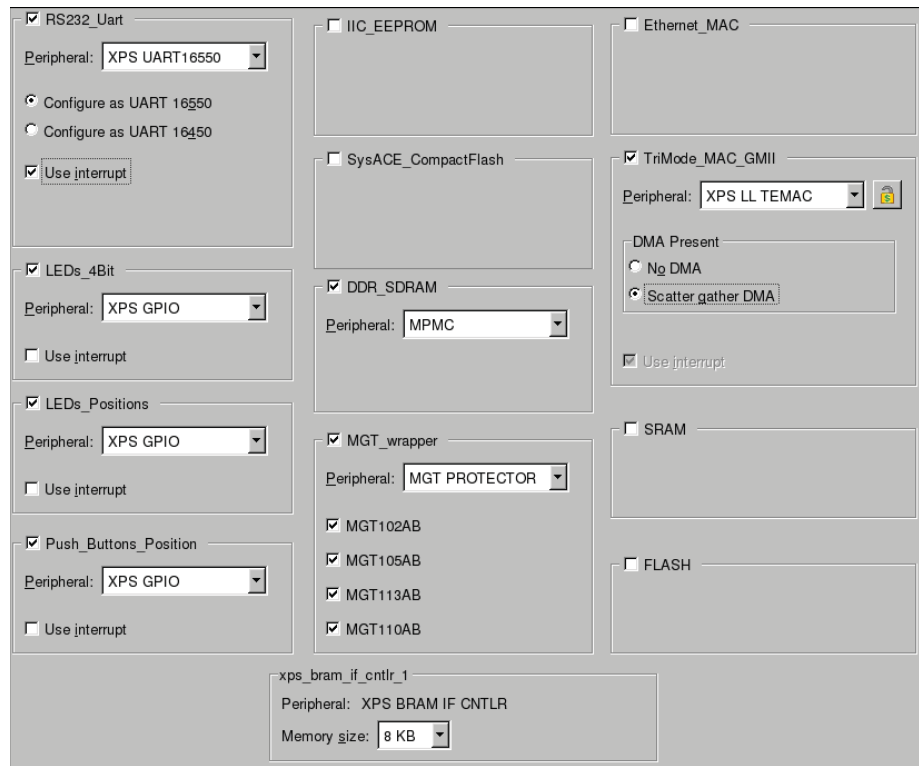 RS232_Uart
Peripheral: XPS UART16550
Configure as UART 16550
Configure as UART 16450
Use interrupt
LEDs_4Bit
Peripheral: XPS GPIO
Use interrupt
LEDs_Positions
Peripheral: XPS GPIO
Use interrupt
Push_Buttons_Position
Peripheral: XPS GPIO
Use interrupt
IIC_EEPROM
SysACE_CompactFlash
DDR_SDRAM
Peripheral: MPMC
MGT_wrapper
Peripheral: MGT PROTECTOR
MGT102AB
MGT105AB
MGT113AB
MGT110AB
Ethernet_MAC
TriMode_MAC_GMII
Peripheral: XPS LL TEMAC
DMA Present
No DMA
Scatter gather DMA
Use interrupt
SRAM
FLASH
xps_bram_if_cntlr_1
Peripheral: XPS BRAM IF CNTLR
Memory size: 8 KB